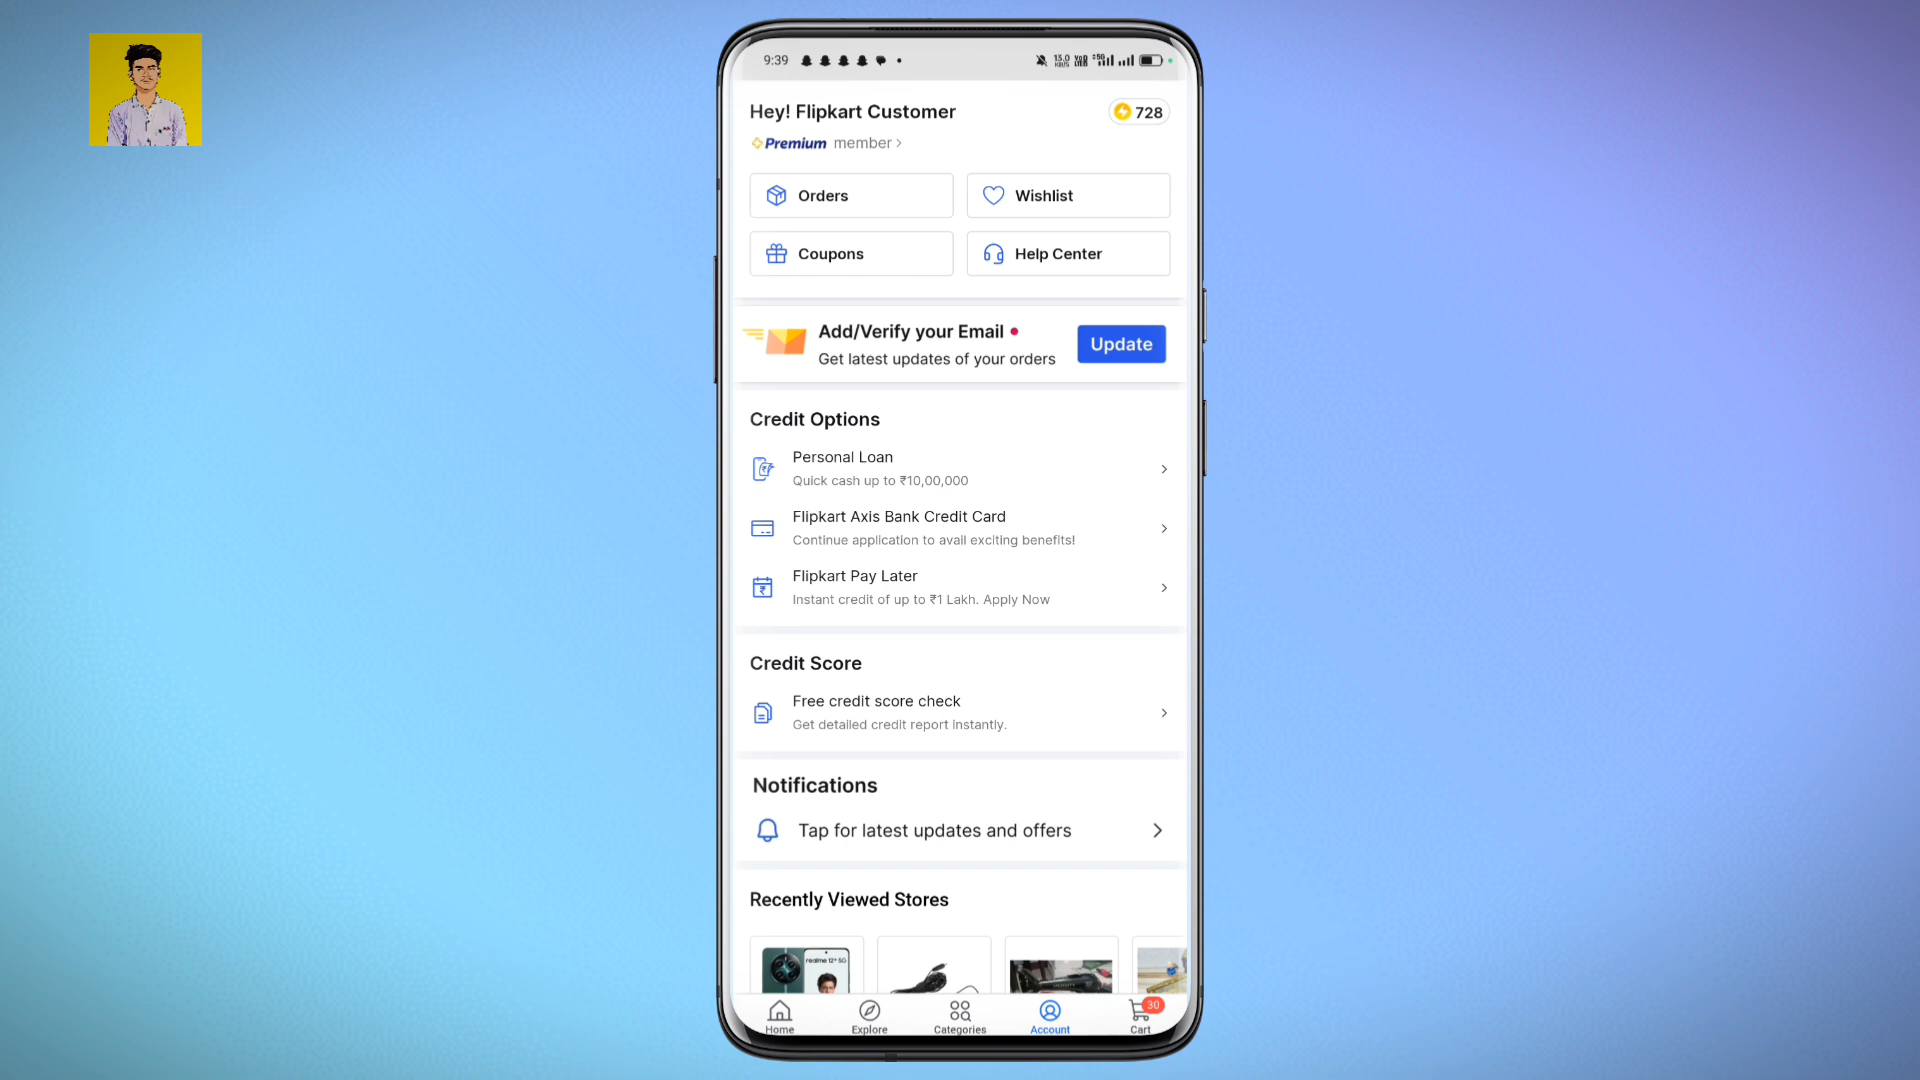 9:39
13.0 KB/S
5G
Hey! Flipkart Customer
728
Premium member
Orders
Wishlist
Coupons
Help Center
Add/Verify your Email
Get latest updates of your orders
Update
Credit Options
Personal Loan
Quick cash up to ₹10,00,000
Flipkart Axis Bank Credit Card
Continue application to avail exciting benefits!
Flipkart Pay Later
Instant credit of up to ₹1 Lakh. Apply Now
Credit Score
Free credit score check
Get detailed credit report instantly.
Notifications
Tap for latest updates and offers
Recently Viewed Stores
realme 12+ 5G
30
Home
Explore
Categories
Account
Cart